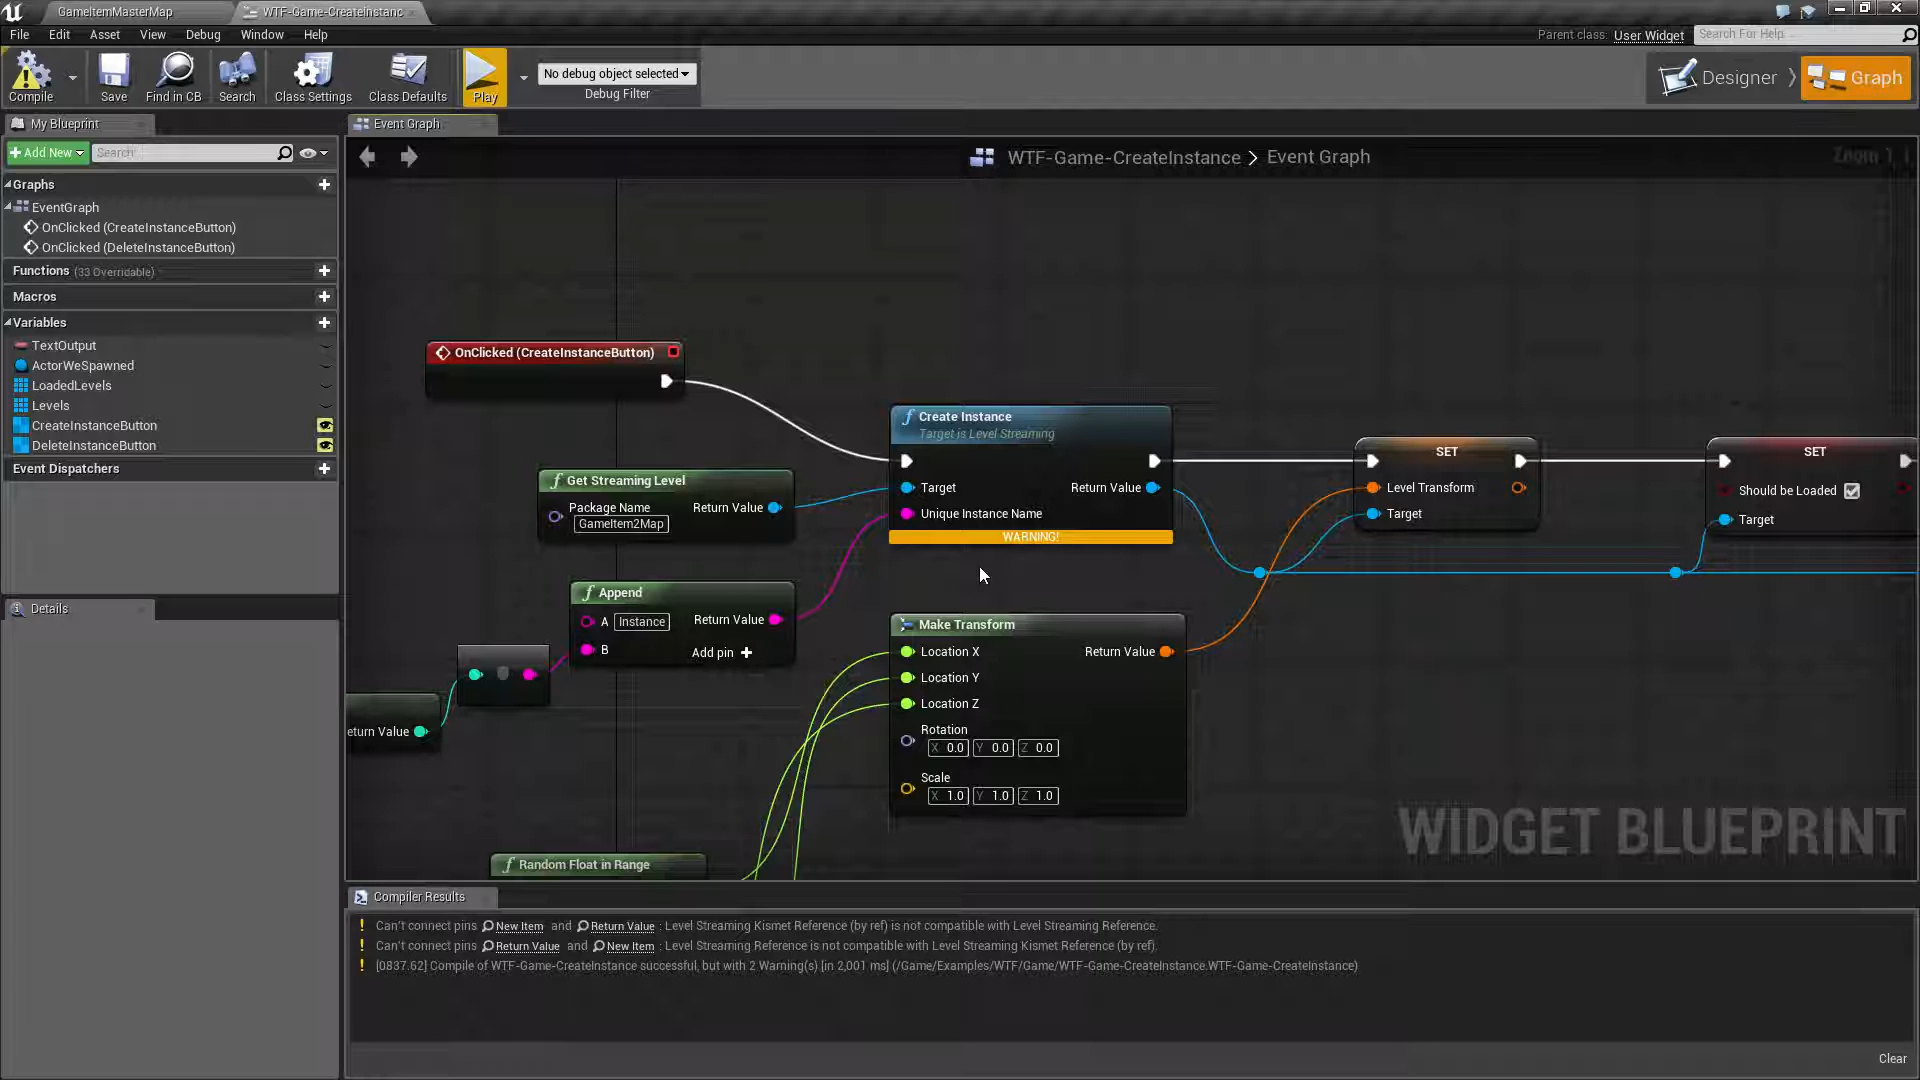 GameItemMasterMap
WTF-Game-CreateInstanc
File Edit Asset View Debug Window Help
Parent class: User Widget
Search For Help
Compile
Save
Find in CB
Search
Class Settings
Class Defaults
Play
No debug object selected
Debug Filter
Designer
Graph
My Blueprint
Add New
Search
Graphs
EventGraph
OnClicked (CreateInstanceButton)
OnClicked (DeleteInstanceButton)
Functions (33 Overridable)
Macros
Variables
TextOutput
ActorWeSpawned
LoadedLevels
Levels
CreateInstanceButton
DeleteInstanceButton
Event Dispatchers
Details
Event Graph
WTF-Game-CreateInstance > Event Graph
OnClicked (CreateInstanceButton)
Create Instance
Target is Level Streaming
Target
Return Value
Unique Instance Name
WARNING!
Get Streaming Level
Package Name
Return Value
GameItem2Map
Append
A Instance
Return Value
B
Add pin
eturn Value
SET
Level Transform
Target
SET
Should be Loaded
Target
Make Transform
Location X
Return Value
Location Y
Location Z
Rotation
X 0.0 Y 0.0 Z 0.0
Scale
X 1.0 Y 1.0 Z 1.0
Random Float in Range
WIDGET BLUEPRINT
Compiler Results
! Can't connect pins New Item and Return Value : Level Streaming Kismet Reference (by ref) is not compatible with Level Streaming Reference.
! Can't connect pins Return Value and New Item : Level Streaming Reference is not compatible with Level Streaming Kismet Reference (by ref).
! [0837.62] Compile of WTF-Game-CreateInstance successful, but with 2 Warning(s) [in 2,001 ms] (/Game/Examples/WTF/Game/WTF-Game-CreateInstance.WTF-Game-CreateInstance)
Clear